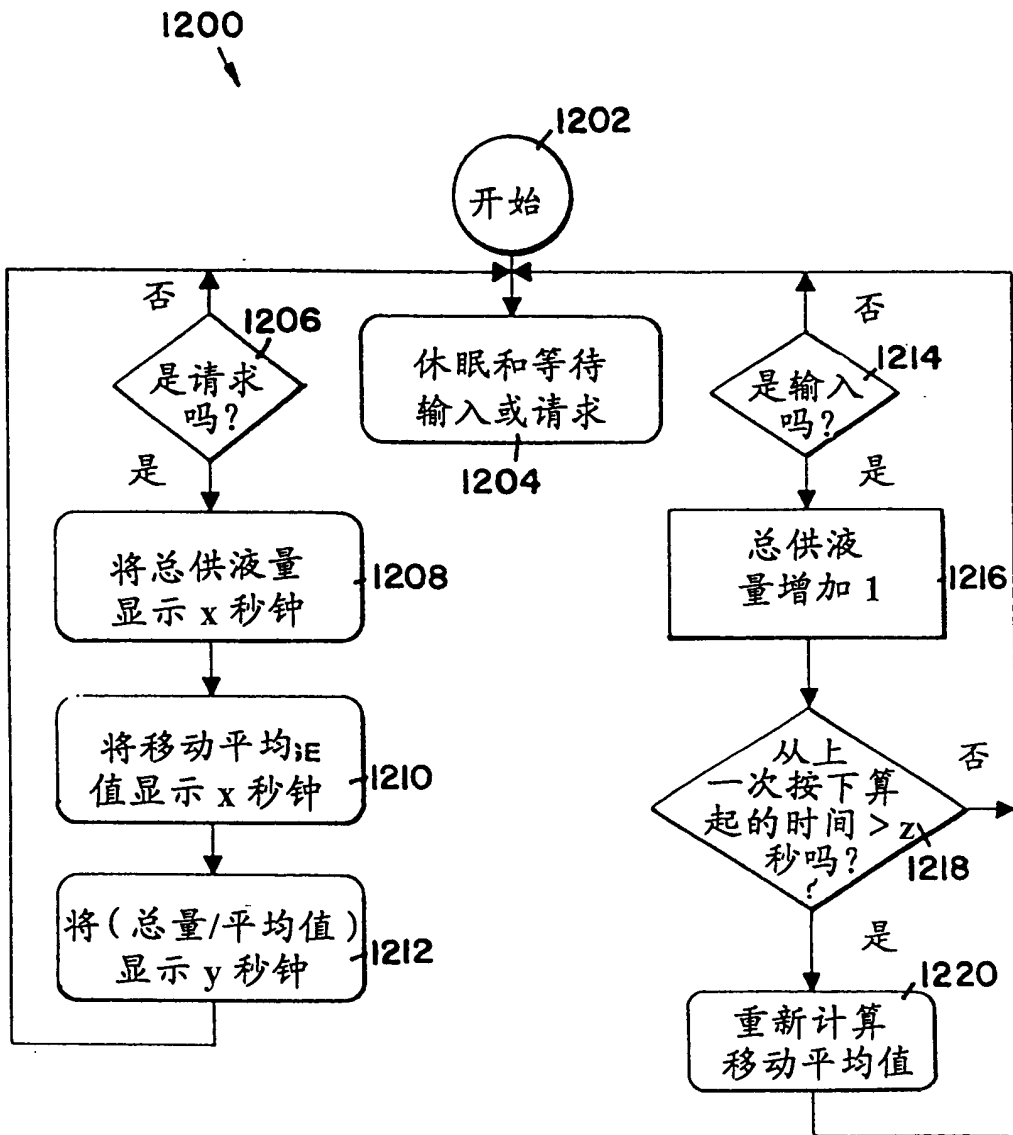 1200
1202
开始
否
1206
是请求
吗?
是
休眠和等待
输入或请求
1204
否
1214
是输入
吗?
是
将总供液量
显示 x 秒钟
1208
总供液
量增加 1
1216
将移动平均
值显示 x 秒钟
1210
从上
一次按下算
起的时间 > z
秒吗?
否
1218
将(总量/平均值)
显示 y 秒钟
1212
是
1220
重新计算
移动平均值